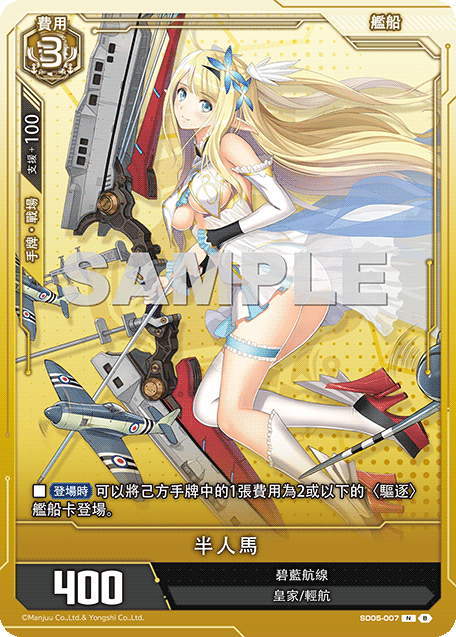 費用
3
艦船
支援+100
手牌・戰場
SAMPLE
■ 登場時 可以將己方手牌中的1張費用為2或以下的〈驅逐〉
艦船卡登場。
半人馬
400
碧藍航線
皇家/輕航
©Manjuu Co.,Ltd.& Yongshi Co.,Ltd.
SD05-007 N B